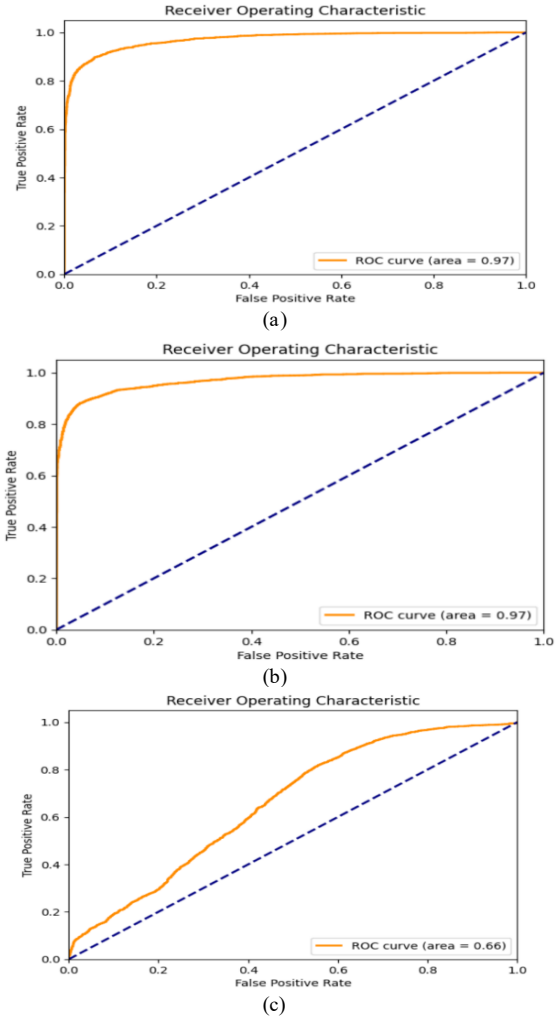 Receiver Operating Characteristic
True Positive Rate
1.0
0.8
0.6
0.4
0.2
0.0
ROC curve (area = 0.97)
0.0 0.2 0.4 0.6 0.8 1.0
False Positive Rate
(a)
Receiver Operating Characteristic
True Positive Rate
1.0
0.8
0.6
0.4
0.2
0.0
ROC curve (area = 0.97)
0.0 0.2 0.4 0.6 0.8 1.0
False Positive Rate
(b)
Receiver Operating Characteristic
True Positive Rate
1.0
0.8
0.6
0.4
0.2
0.0
ROC curve (area = 0.66)
0.0 0.2 0.4 0.6 0.8 1.0
False Positive Rate
(c)